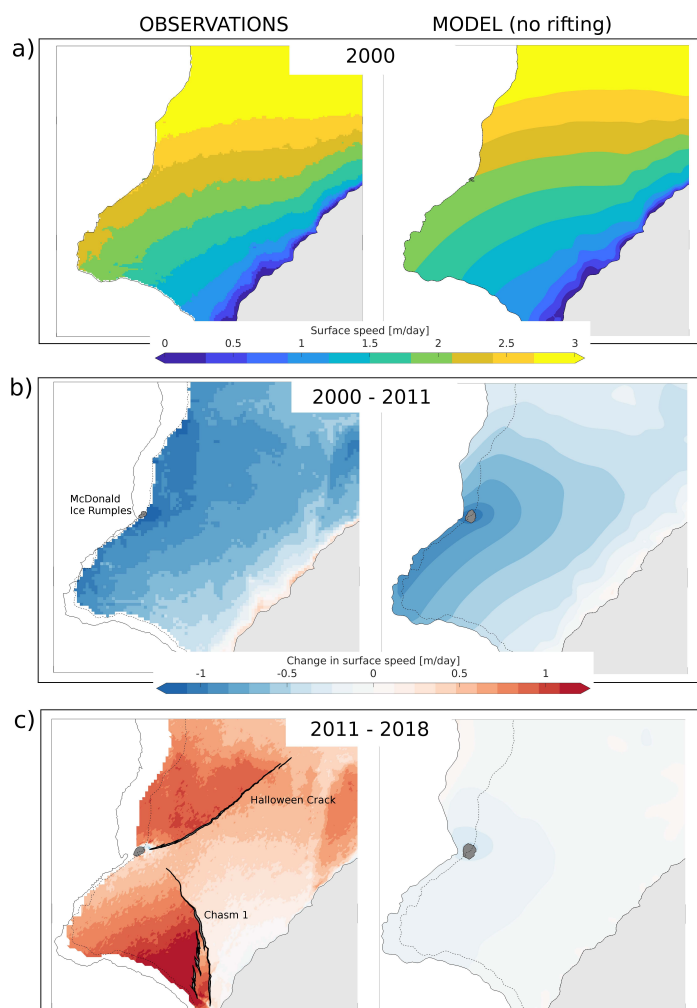 OBSERVATIONS
MODEL (no rifting)
a)
2000
Surface speed [m/day]
0 0.5 1 1.5 2 2.5 3
b)
2000 - 2011
McDonald
Ice Rumples
Change in surface speed [m/day]
-1 -0.5 0 0.5 1
c)
2011 - 2018
Halloween Crack
Chasm 1